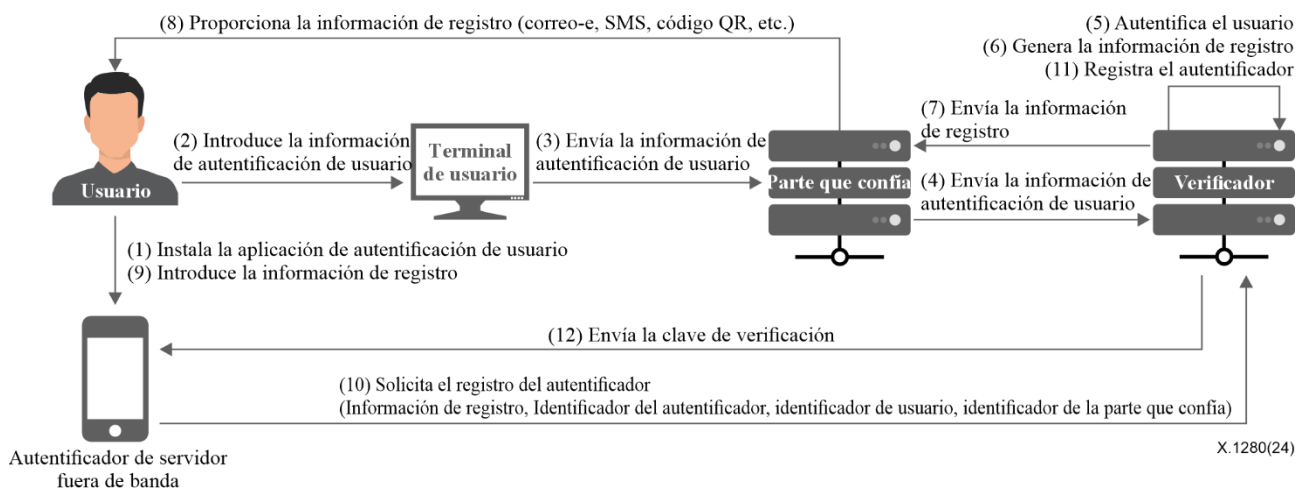 (8) Proporciona la información de registro (correo-e, SMS, código QR, etc.)
(5) Autentifica el usuario
(6) Genera la información de registro
(11) Registra el autentificador
(7) Envía la información
de registro
(2) Introduce la información
de autentificación de usuario
Terminal
de usuario
(3) Envía la información de
autentificación de usuario
Usuario
Parte que confía
(4) Envía la información de
autentificación de usuario
Verificador
(1) Instala la aplicación de autentificación de usuario
(9) Introduce la información de registro
(12) Envía la clave de verificación
(10) Solicita el registro del autentificador
(Información de registro, Identificador del autentificador, identificador de usuario, identificador de la parte que confía)
Autentificador de servidor
fuera de banda
X.1280(24)